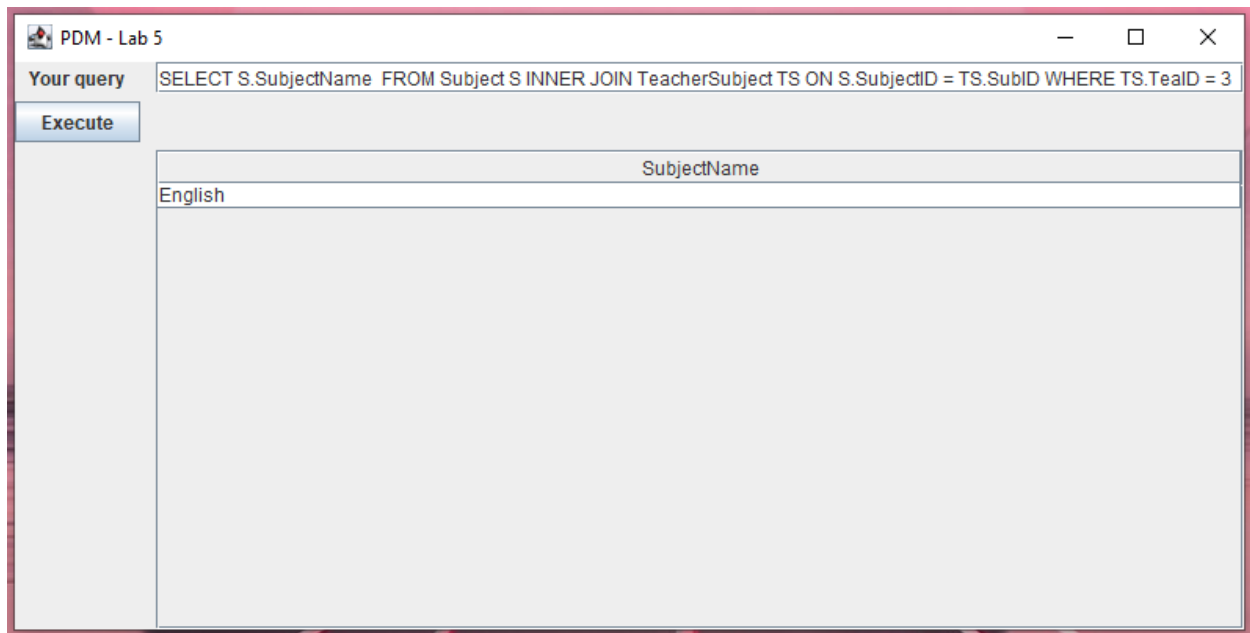 PDM - Lab 5
Your query SELECT S.SubjectName  FROM Subject S INNER JOIN TeacherSubject TS ON S.SubjectID = TS.SubID WHERE TS.TeaID = 3
Execute
SubjectName
English